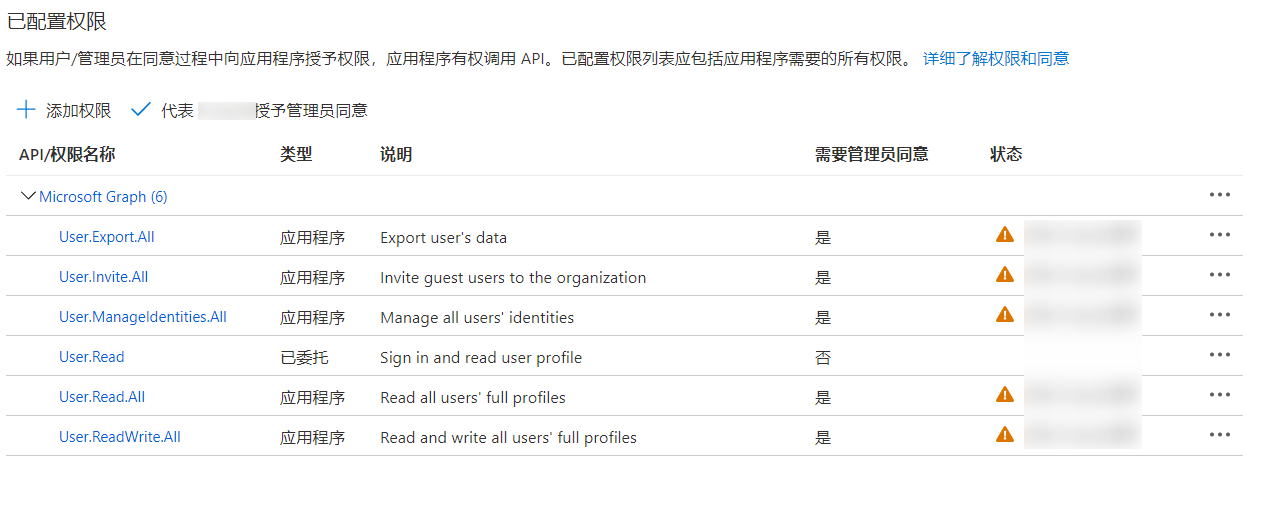 已配置权限
如果用户/管理员在同意过程中向应用程序授予权限，应用程序有权调用 API。已配置权限列表应包括应用程序需要的所有权限。 详细了解权限和同意
添加权限 代表 授予管理员同意
API/权限名称 类型 说明 需要管理员同意 状态
Microsoft Graph (6)
User.Export.All 应用程序 Export user's data 是
User.Invite.All 应用程序 Invite guest users to the organization 是
User.ManageIdentities.All 应用程序 Manage all users' identities 是
User.Read 已委托 Sign in and read user profile 否
User.Read.All 应用程序 Read all users' full profiles 是
User.ReadWrite.All 应用程序 Read and write all users' full profiles 是